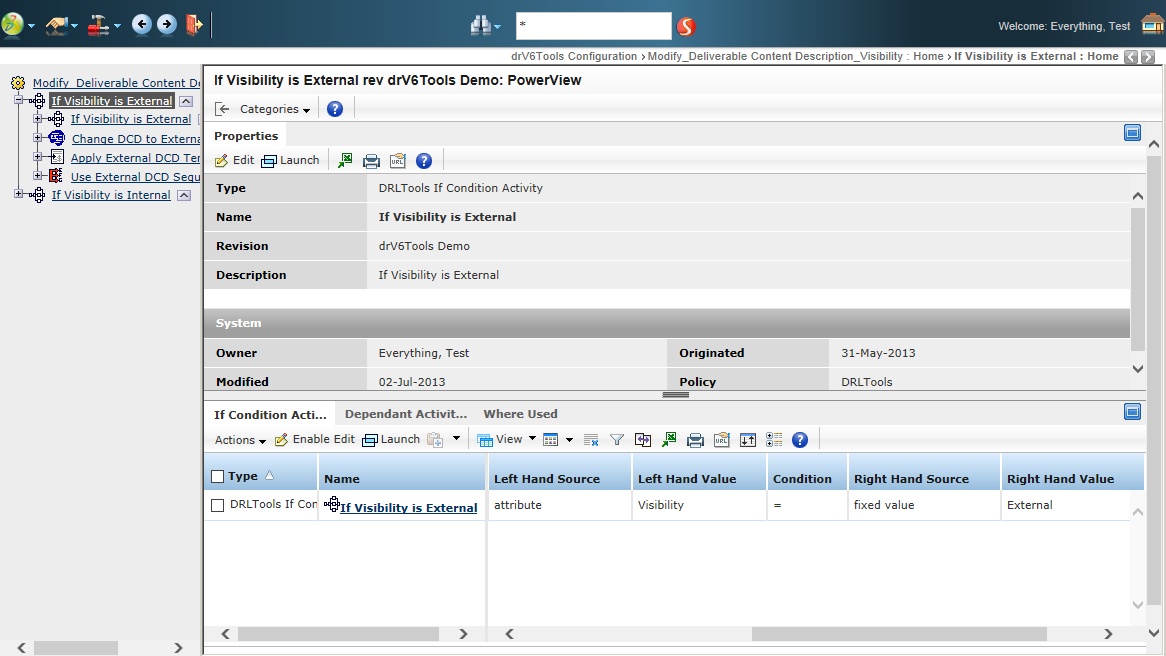 *
Welcome: Everything, Test
drV6Tools Configuration › Modify_Deliverable Content Description_Visibility : Home › If Visibility is External : Home
Modify_Deliverable Content De
If Visibility is External
If Visibility is External
Change DCD to Externa
Apply External DCD Ter
Use External DCD Sequ
If Visibility is Internal
If Visibility is External rev drV6Tools Demo: PowerView
Categories
Properties
Edit Launch
Type DRLTools If Condition Activity
Name If Visibility is External
Revision drV6Tools Demo
Description If Visibility is External
System
Owner Everything, Test Originated 31-May-2013
Modified 02-Jul-2013 Policy DRLTools
If Condition Acti... Dependant Activit... Where Used
Actions Enable Edit Launch View
Type Name Left Hand Source Left Hand Value Condition Right Hand Source Right Hand Value
DRLTools If Con If Visibility is External attribute Visibility = fixed value External